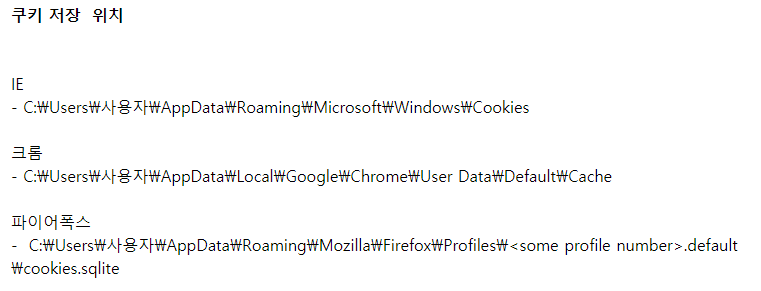 쿠키 저장  위치
IE
- C:₩Users₩사용자₩AppData₩Roaming₩Microsoft₩Windows₩Cookies
크롬
- C:₩Users₩사용자₩AppData₩Local₩Google₩Chrome₩User Data₩Default₩Cache
파이어폭스
-  C:₩Users₩사용자₩AppData₩Roaming₩Mozilla₩Firefox₩Profiles₩<some profile number>.default
₩cookies.sqlite